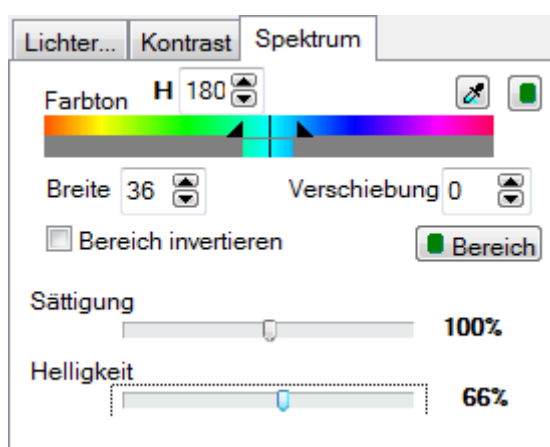 Lichter... Kontrast Spektrum
Farbton H 180
Breite 36 Verschiebung 0
Bereich invertieren Bereich
Sättigung
100%
Helligkeit
66%